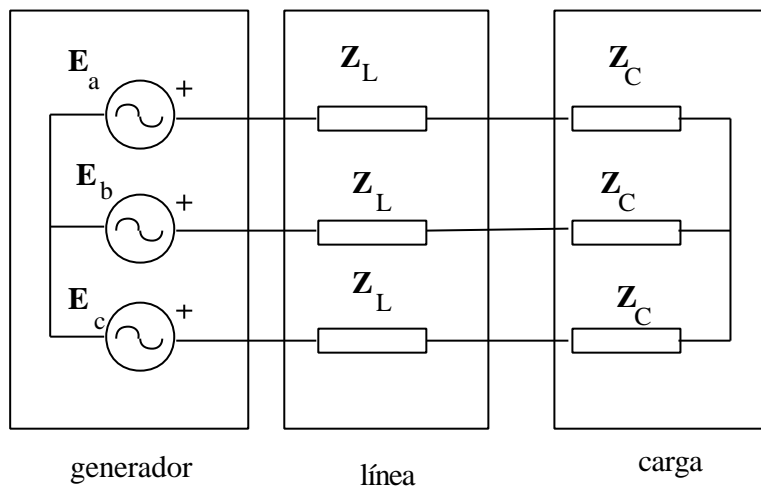 E a
+
Z L
Z C
E b
+
Z L
Z C
E c
+
Z L
Z C
generador
línea
carga